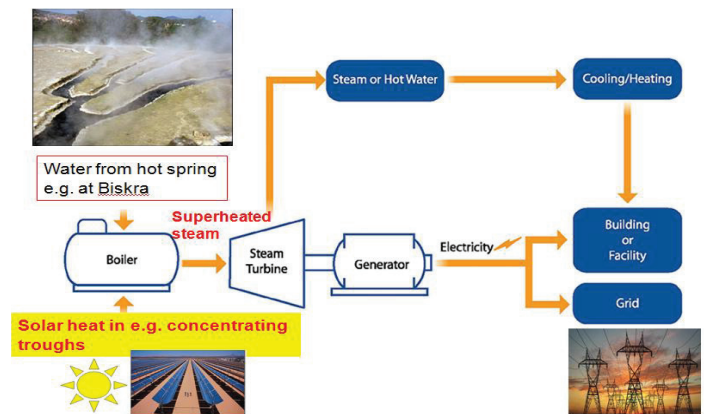 Steam or Hot Water
Cooling/Heating
Water from hot spring
e.g. at Biskra
Superheated
steam
Boiler
Steam
Turbine
Generator
Electricity
Building
or
Facility
Grid
Solar heat in e.g. concentrating
troughs